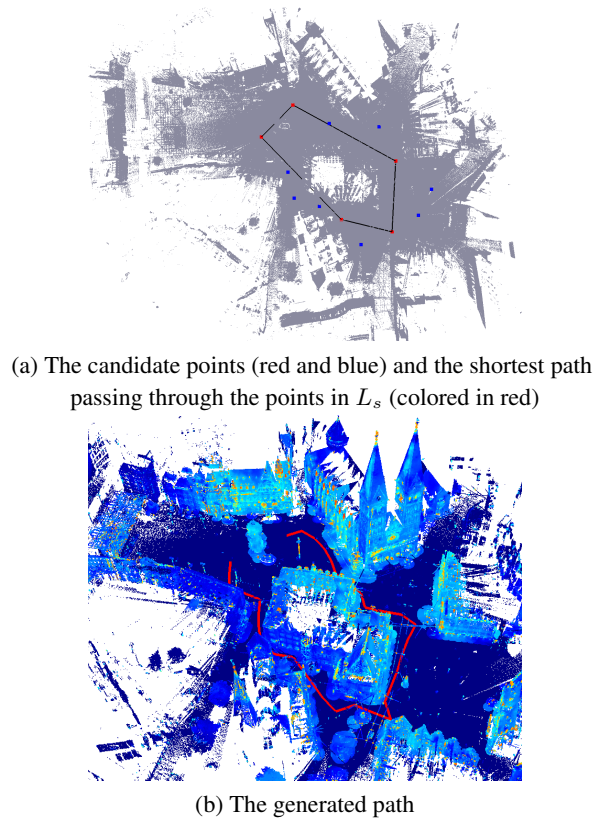 (a) The candidate points (red and blue) and the shortest path
passing through the points in L_s (colored in red)
(b) The generated path